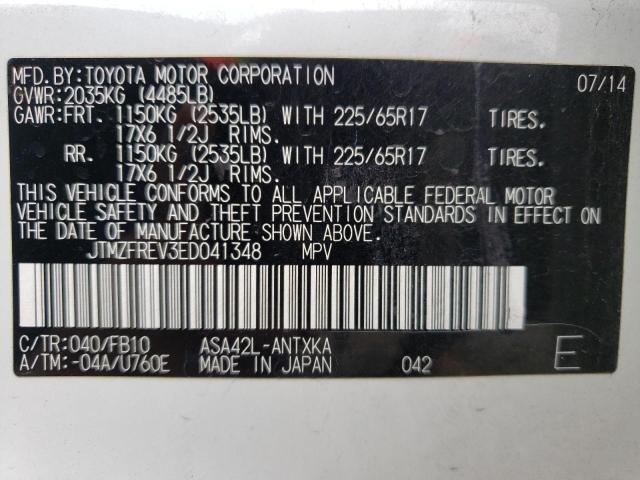 MFD.BY:TOYOTA MOTOR CORPORATION 07/14
GVWR:2035KG (4485LB)
GAWR:FRT. 1150KG (2535LB) WITH 225/65R17 TIRES.
17X6 1/2J RIMS.
RR. 1150KG (2535LB) WITH 225/65R17 TIRES.
17X6 1/2J RIMS.
THIS VEHICLE CONFORMS TO ALL APPLICABLE FEDERAL MOTOR
VEHICLE SAFETY AND THEFT PREVENTION STANDARDS IN EFFECT ON
THE DATE OF MANUFACTURE SHOWN ABOVE.
JTMZFREV3ED041348 MPV
C/TR:040/FB10 ASA42L-ANTXKA
A/TM:-04A/U760E MADE IN JAPAN 042 E